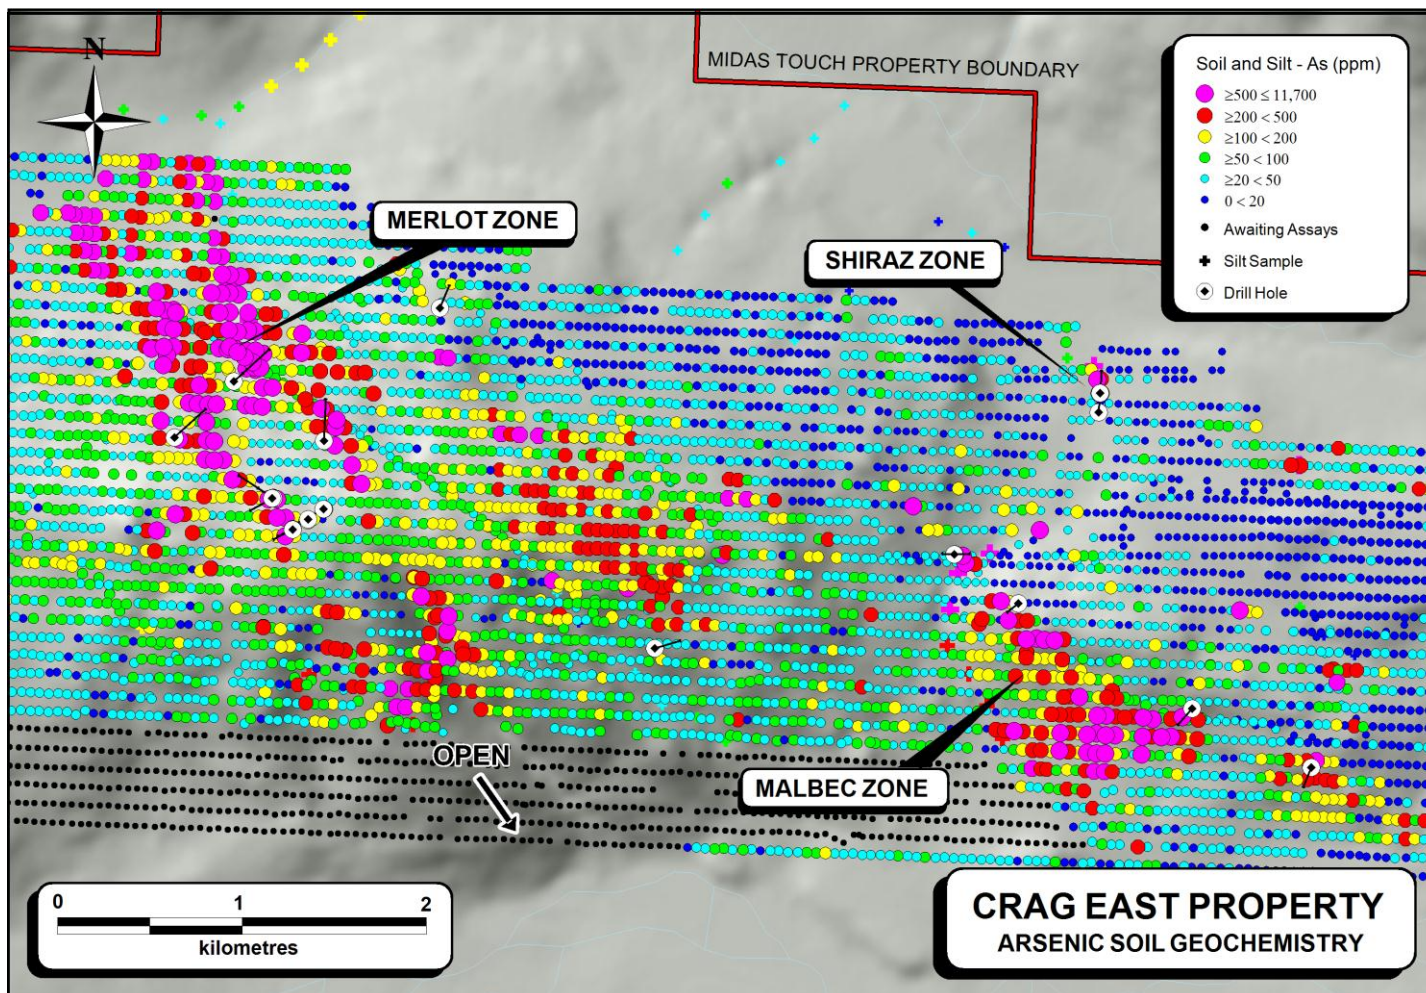 N
MIDAS TOUCH PROPERTY BOUNDARY
Soil and Silt - As (ppm)
≥500 ≤ 11,700
≥200 < 500
≥100 < 200
≥50 < 100
≥20 < 50
0 < 20
Awaiting Assays
Silt Sample
Drill Hole
MERLOT ZONE
SHIRAZ ZONE
OPEN
MALBEC ZONE
0 1 2
kilometres
CRAG EAST PROPERTY
ARSENIC SOIL GEOCHEMISTRY